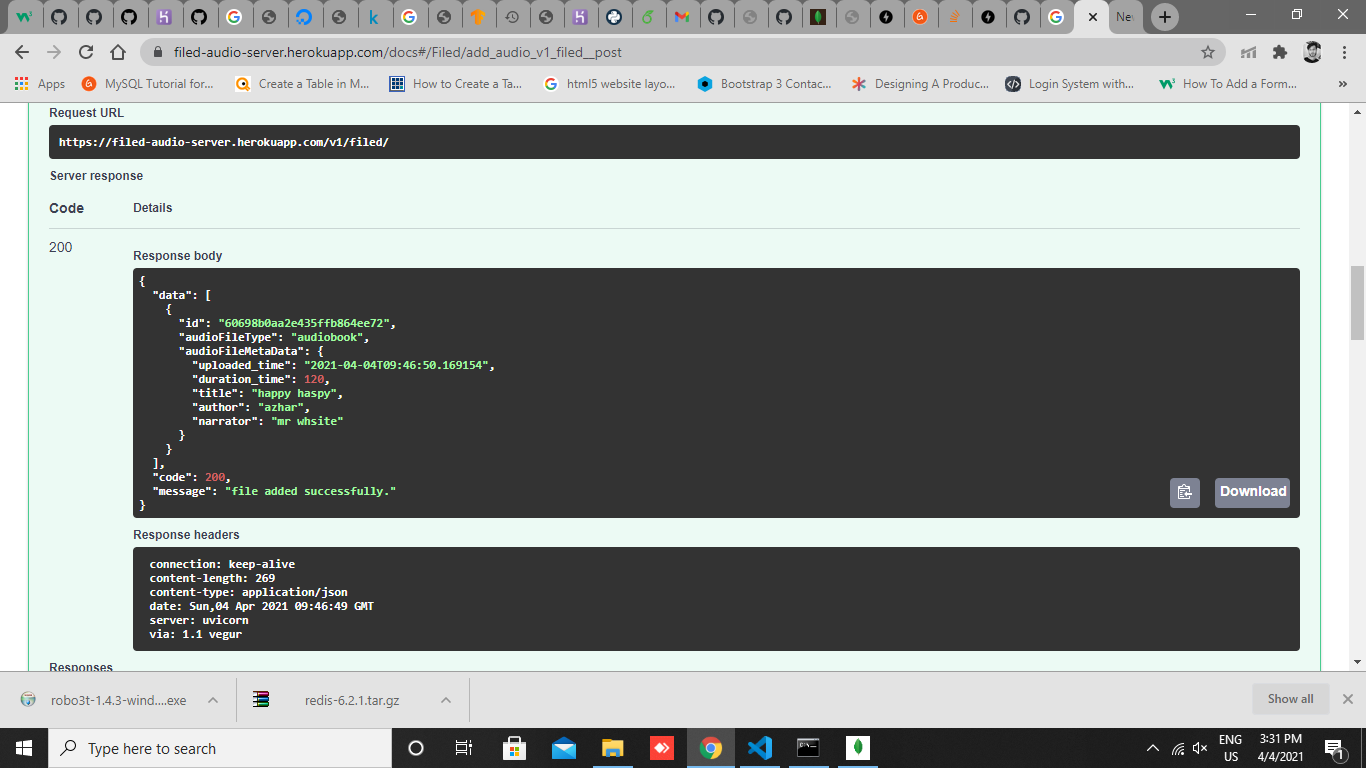 New
filed-audio-server.herokuapp.com/docs#/Filed/add_audio_v1_filed__post
Apps
MySQL Tutorial for...
Create a Table in M...
How to Create a Ta...
html5 website layo...
Bootstrap 3 Contac...
Designing A Produc...
Login System with...
How To Add a Form...
Request URL
https://filed-audio-server.herokuapp.com/v1/filed/
Server response
Code Details
200
Response body
{
"data": [
{
"id": "60698b0aa2e435ffb864ee72",
"audioFileType": "audiobook",
"audioFileMetaData": {
"uploaded_time": "2021-04-04T09:46:50.169154",
"duration_time": 120,
"title": "happy haspy",
"author": "azhar",
"narrator": "mr whsite"
}
}
],
"code": 200,
"message": "file added successfully."
}
Download
Response headers
connection: keep-alive
content-length: 269
content-type: application/json
date: Sun,04 Apr 2021 09:46:49 GMT
server: uvicorn
via: 1.1 vegur
Responses
robo3t-1.4.3-wind....exe
redis-6.2.1.tar.gz
Show all
Type here to search
ENG
US
3:31 PM
4/4/2021
1